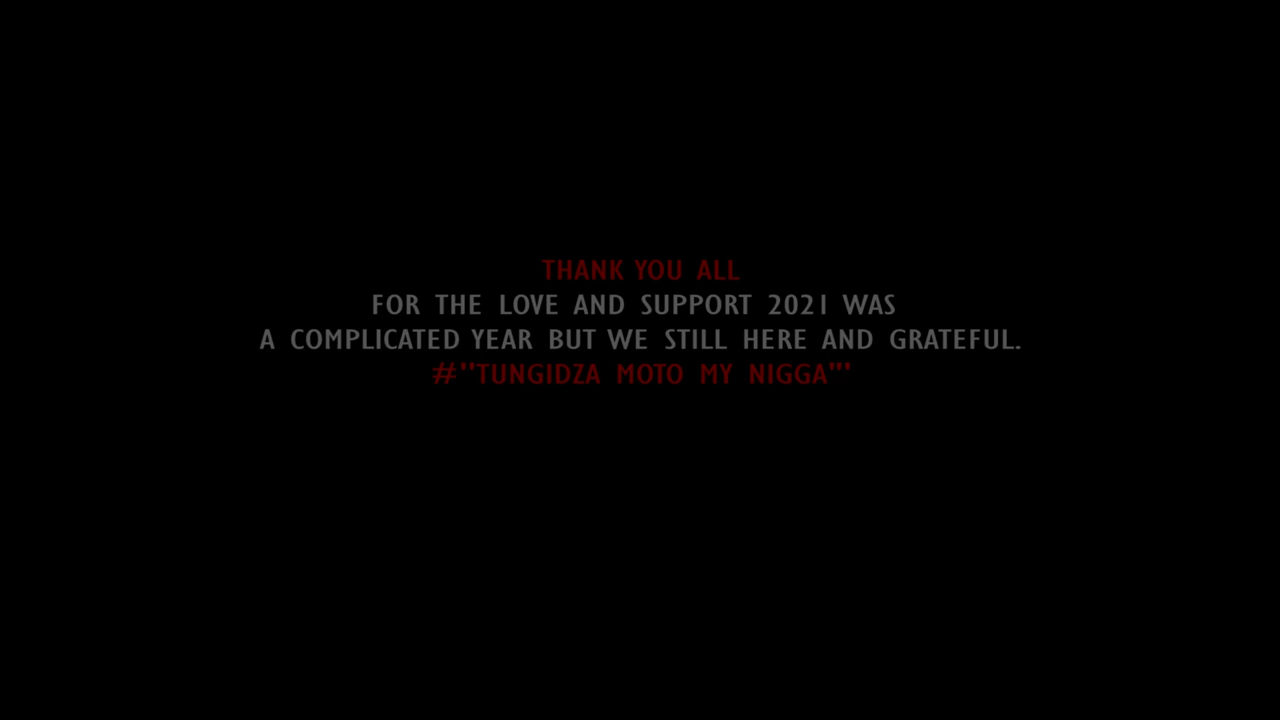 THANK YOU ALL
FOR THE LOVE AND SUPPORT 2021 WAS
A COMPLICATED YEAR BUT WE STILL HERE AND GRATEFUL.
#"TUNGIDZA MOTO MY NIGGA"'